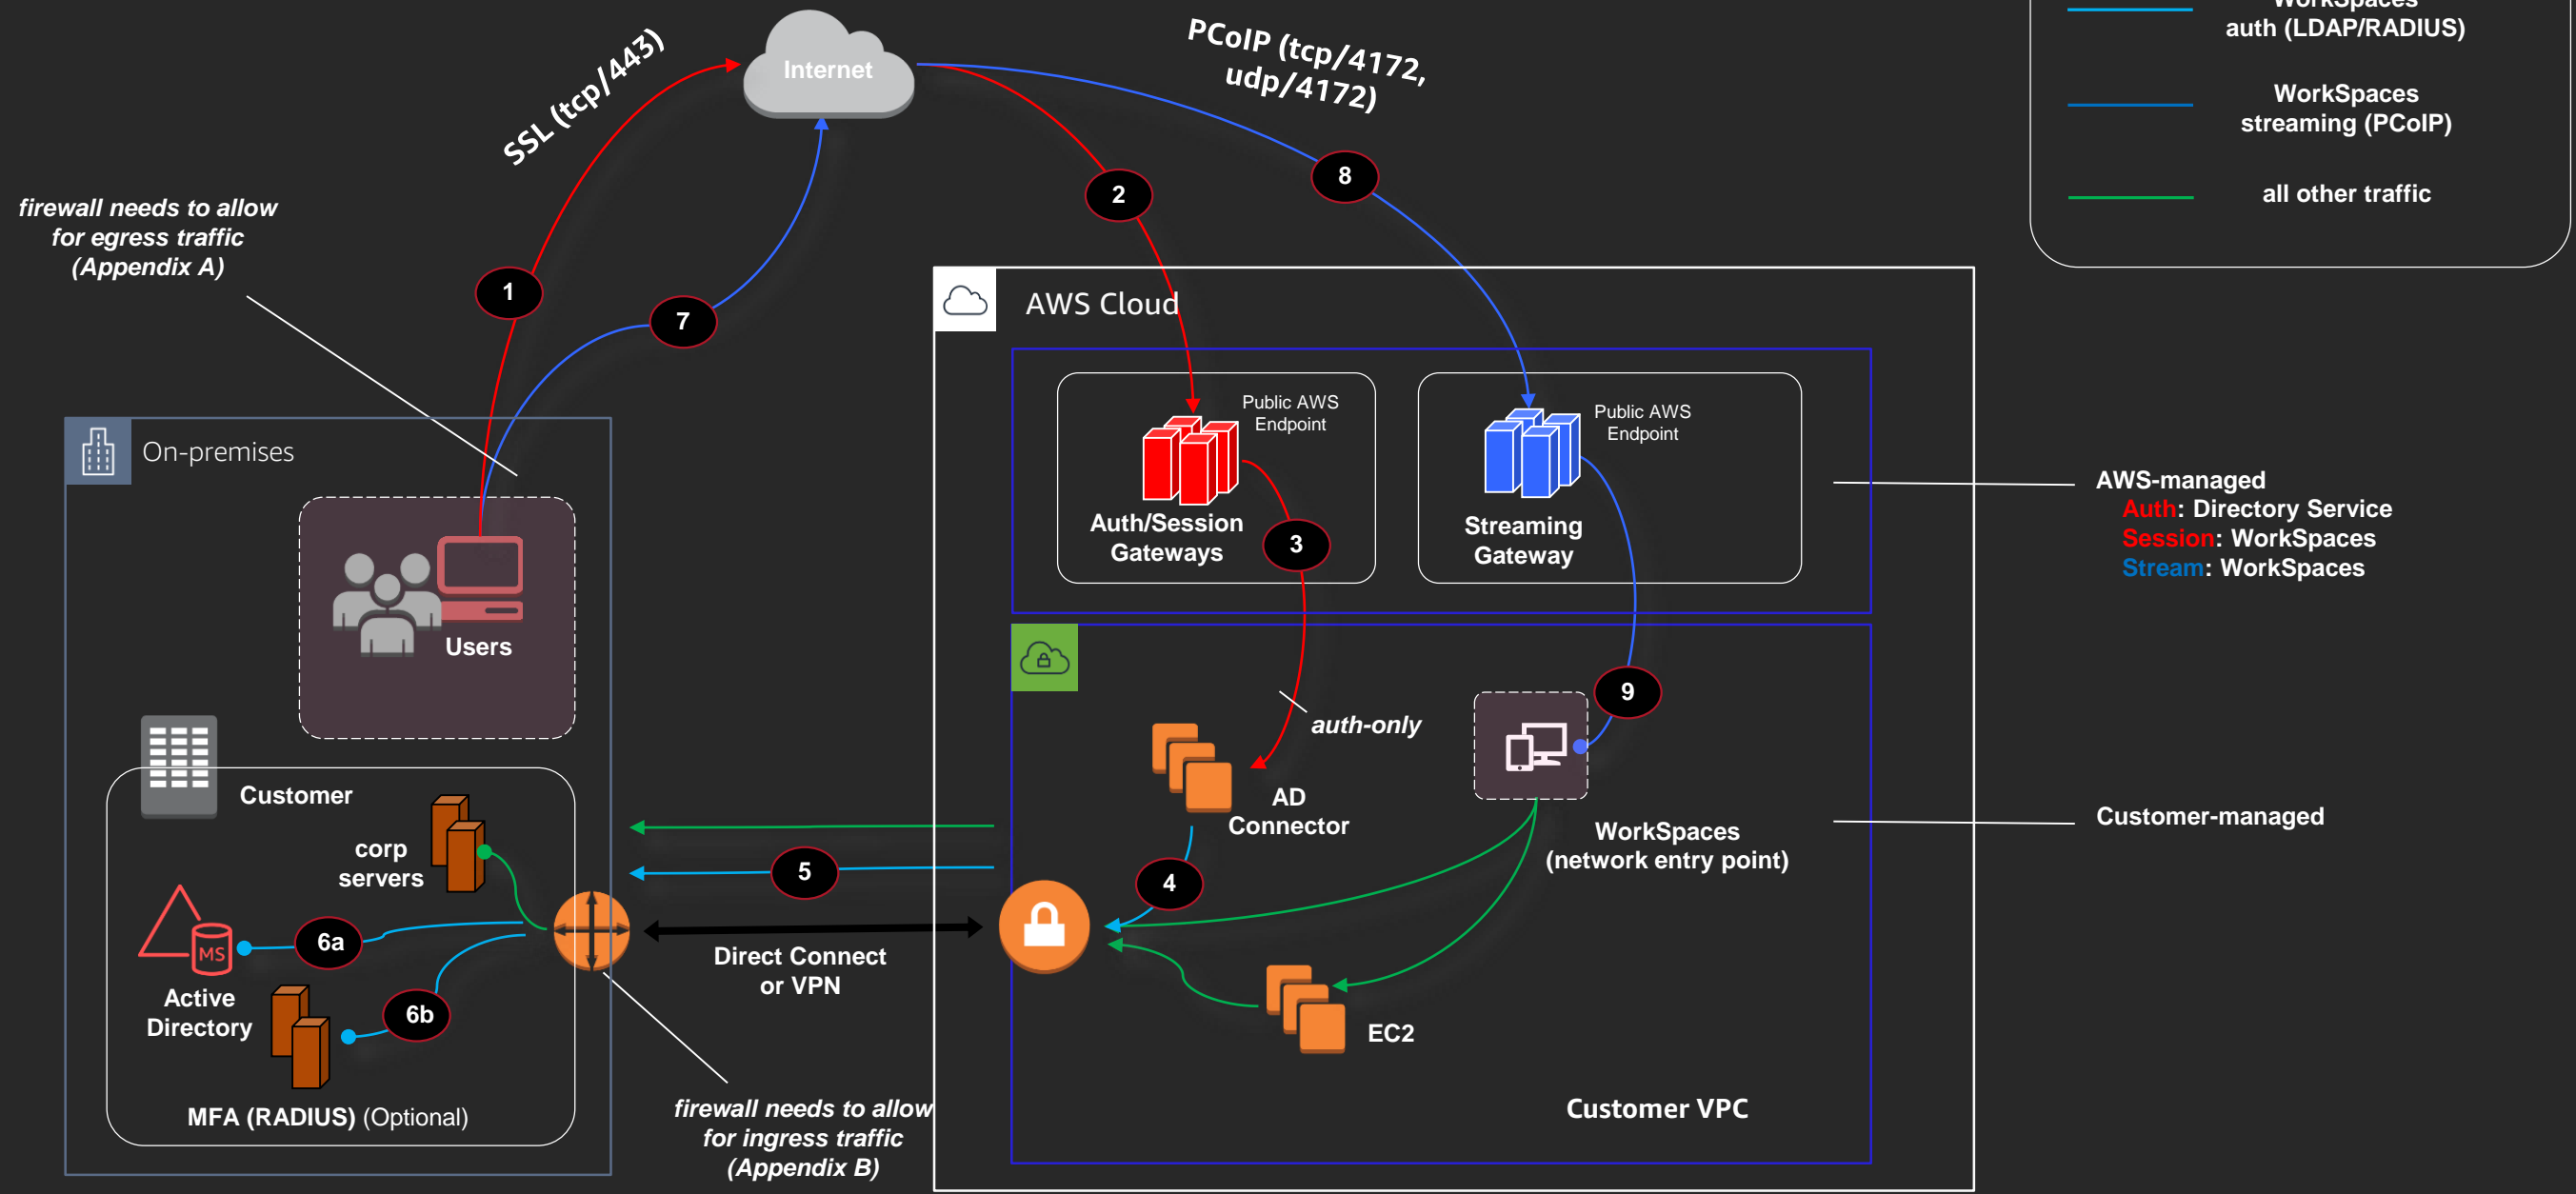 WorkSpaces
auth (LDAP/RADIUS)
WorkSpaces
streaming (PCoIP)
all other traffic
Internet
SSL (tcp/443)
PCoIP (tcp/4172,
udp/4172)
firewall needs to allow
for egress traffic
(Appendix A)
1
2
7
8
AWS Cloud
Public AWS
Endpoint
Auth/Session
Gateways
3
Public AWS
Endpoint
Streaming
Gateway
AWS-managed
Auth: Directory Service
Session: WorkSpaces
Stream: WorkSpaces
On-premises
Users
Customer
corp
servers
6a
MS
Active
Directory
6b
MFA (RADIUS) (Optional)
5
Direct Connect
or VPN
firewall needs to allow
for ingress traffic
(Appendix B)
auth-only
9
AD
Connector
4
WorkSpaces
(network entry point)
EC2
Customer VPC
Customer-managed